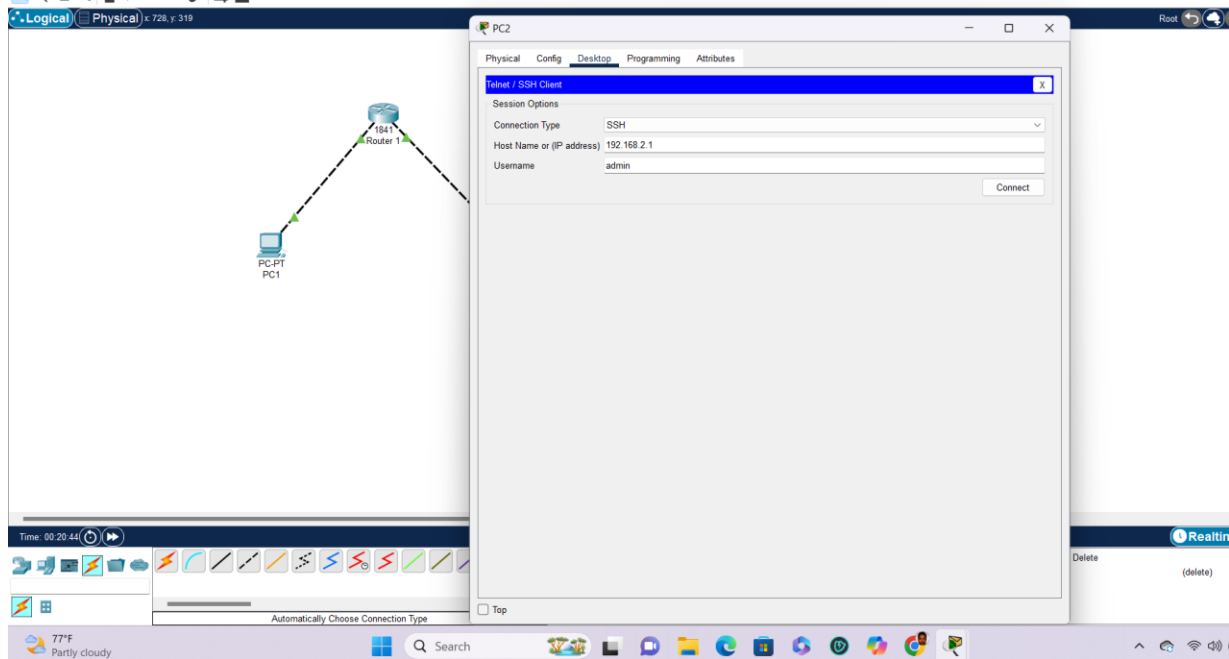 Logical Physical x: 728, y: 319
Root
PC2
Physical Config Desktop Programming Attributes
Telnet / SSH Client
X
Session Options
Connection Type SSH
Host Name or (IP address) 192.168.2.1
Username admin
Connect
1841
Router 1
PC-PT
PC1
Time: 00:20:44
Realtin
Delete
(delete)
Top
Automatically Choose Connection Type
77°F
Partly cloudy
Search